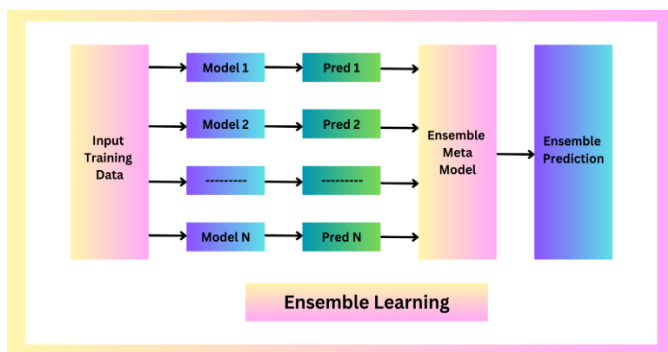 Input
Training
Data
Model 1
Pred 1
Model 2
Pred 2
---------
---------
Model N
Pred N
Ensemble
Meta
Model
Ensemble
Prediction
Ensemble Learning